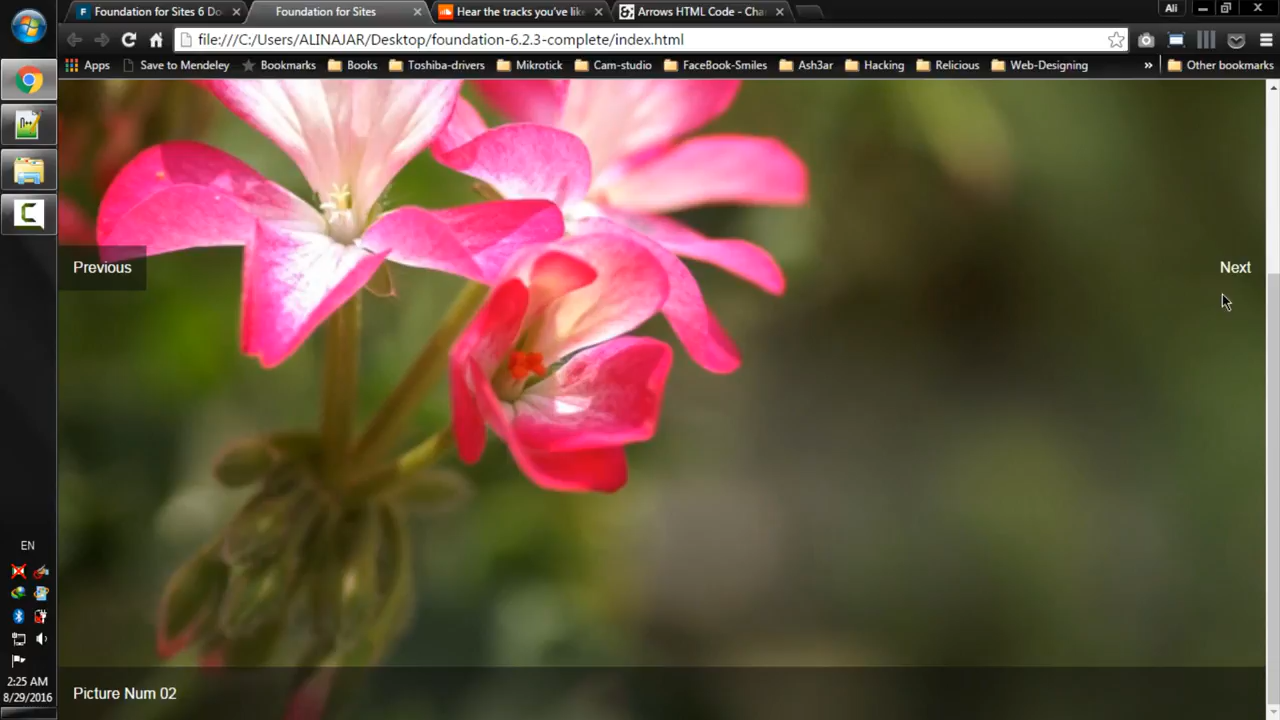 Foundation for Sites 6 Do
Foundation for Sites
Hear the tracks you've lik
Arrows HTML Code - Cha
Ali
file:///C:/Users/ALINAJAR/Desktop/foundation-6.2.3-complete/index.html
Apps
Save to Mendeley
Bookmarks
Books
Toshiba-drivers
Mikrotick
Cam-studio
FaceBook-Smiles
Ash3ar
Hacking
Relicious
Web-Designing
»
Other bookmarks
Previous
Next
Picture Num 02
EN
2:25 AM
8/29/2016